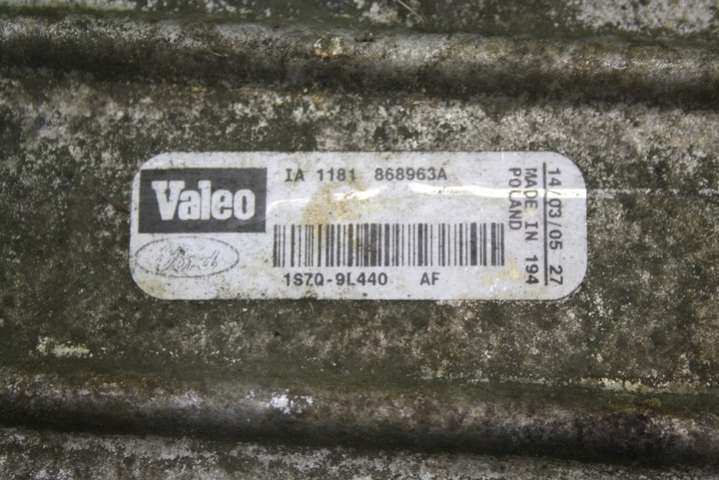 Valeo
Ford
IA 1181 868963A
1S7Q-9L440 AF
MADE IN 194
POLAND
14/03/05 27